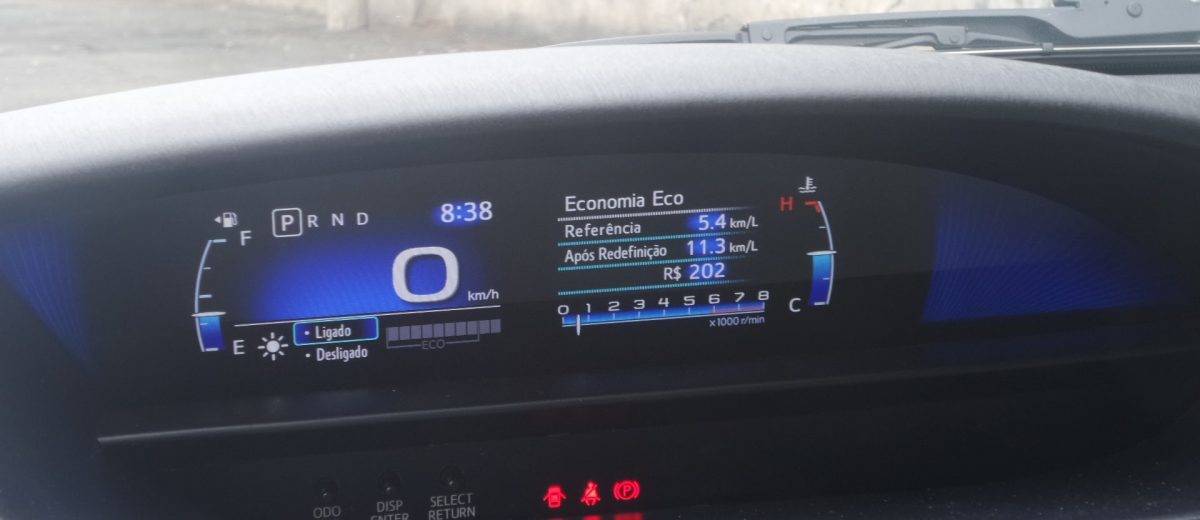 P R N D
8:38
F
0
km/h
E
• Ligado
• Desligado
ECO
Economia Eco
Referência 5.4 km/L
Após Redefinição 11.3 km/L
R$ 202
0 1 2 3 4 5 6 7 8
x1000 r/min
H
C
ODO
DISP
ENTER
SELECT
RETURN
P